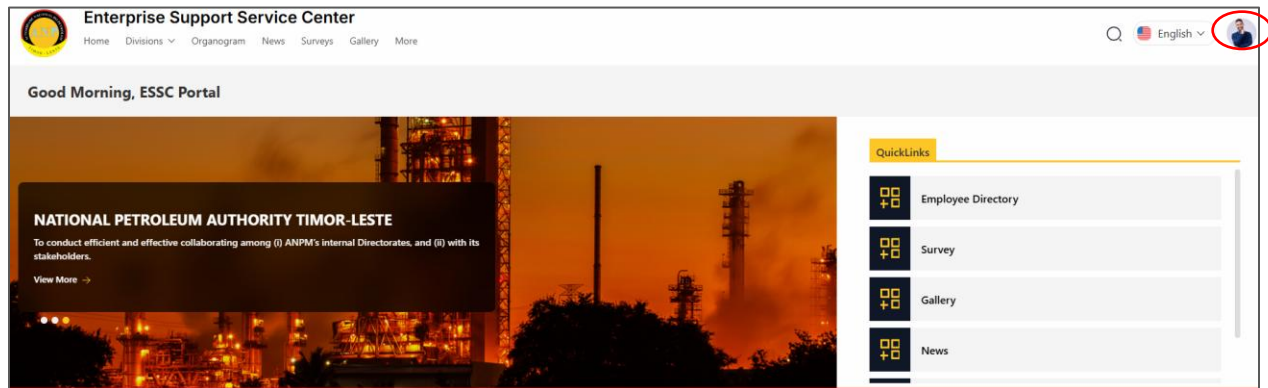 Enterprise Support Service Center
Home Divisions Organogram News Surveys Gallery More
English
Good Morning, ESSC Portal
NATIONAL PETROLEUM AUTHORITY TIMOR-LESTE
To conduct efficient and effective collaborating among (i) ANPM's internal Directorates, and (ii) with its
stakeholders.
View More →
QuickLinks
Employee Directory
Survey
Gallery
News